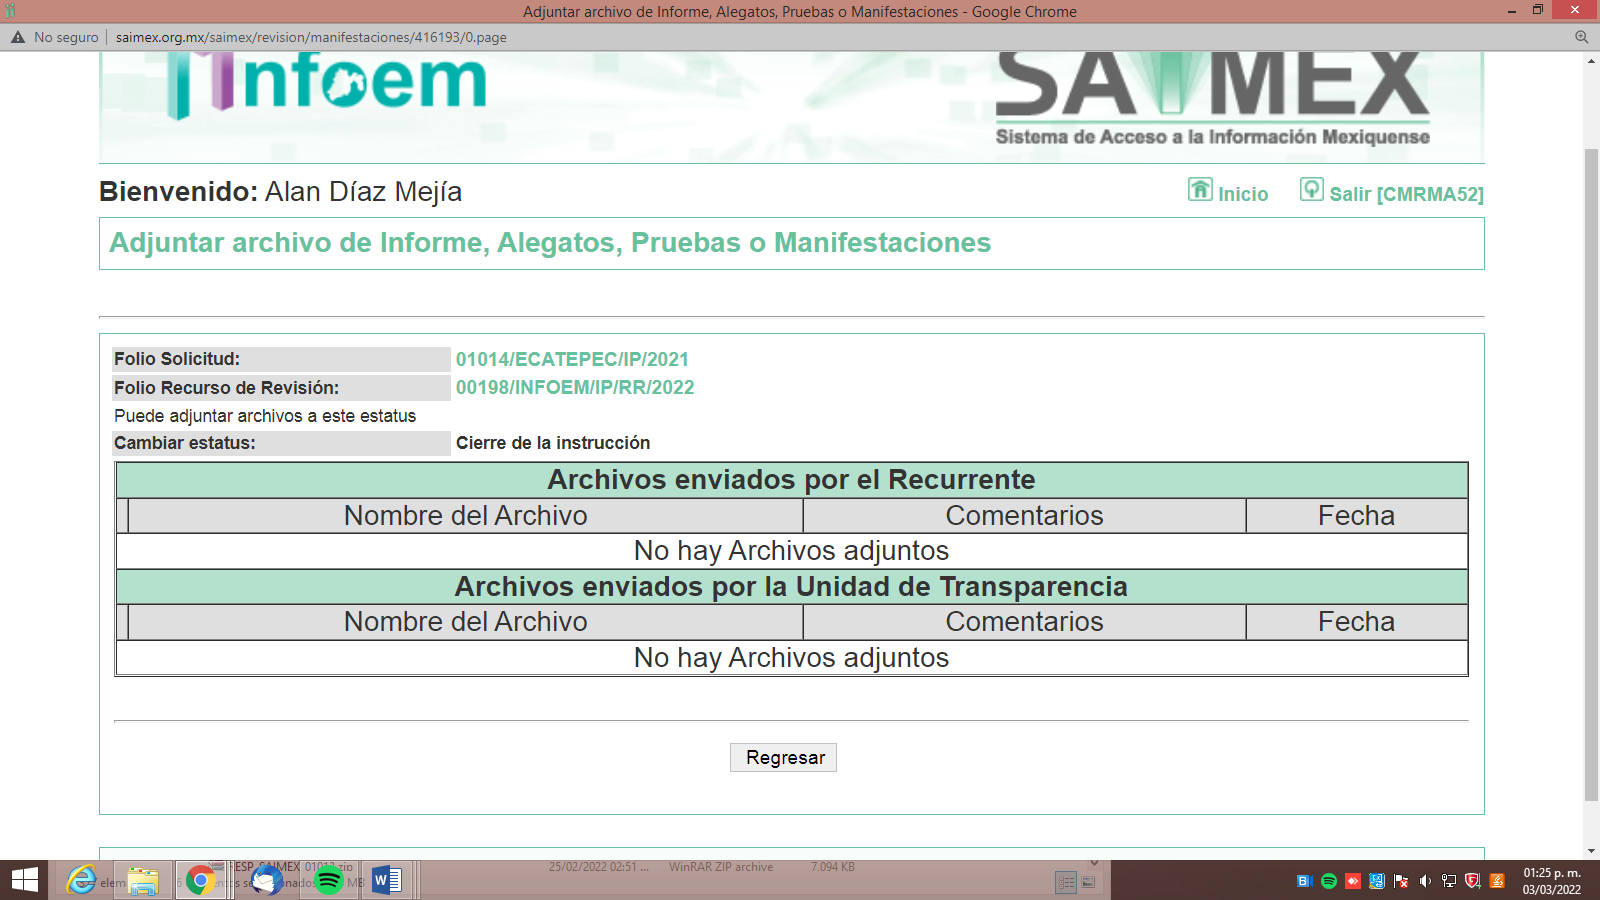 Adjuntar archivo de Informe, Alegatos, Pruebas o Manifestaciones - Google Chrome
No seguro saimex.org.mx/saimex/revision/manifestaciones/416193/0.page
infoem
SAIMEX
Sistema de Acceso a la Información Mexiquense
Bienvenido: Alan Díaz Mejía
Inicio Salir [CMRMA52]
Adjuntar archivo de Informe, Alegatos, Pruebas o Manifestaciones
Folio Solicitud: 01014/ECATEPEC/IP/2021
Folio Recurso de Revisión: 00198/INFOEM/IP/RR/2022
Puede adjuntar archivos a este estatus
Cambiar estatus: Cierre de la instrucción
Archivos enviados por el Recurrente
Nombre del Archivo Comentarios Fecha
No hay Archivos adjuntos
Archivos enviados por la Unidad de Transparencia
Nombre del Archivo Comentarios Fecha
No hay Archivos adjuntos
Regresar
RESP_SAIMEX_01012.zip 25/02/2022 02:51 ... WinRAR ZIP archive 7.094 KB
elem MB
01:25 p. m.
03/03/2022